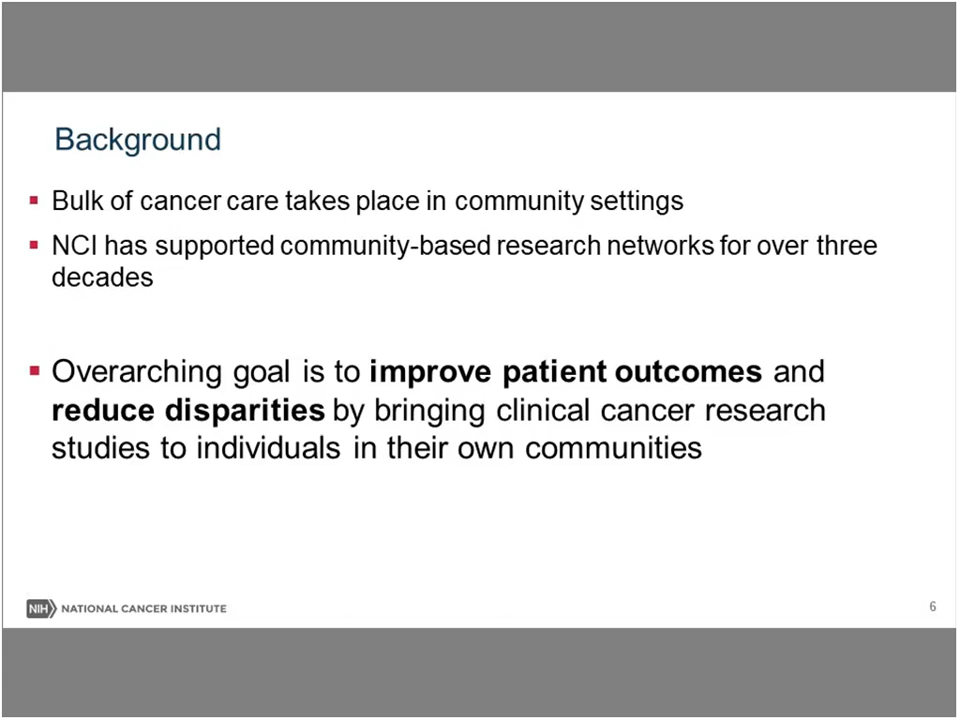 Background
▪ Bulk of cancer care takes place in community settings
▪ NCI has supported community-based research networks for over three
decades
▪ Overarching goal is to improve patient outcomes and
reduce disparities by bringing clinical cancer research
studies to individuals in their own communities
NIH NATIONAL CANCER INSTITUTE
6